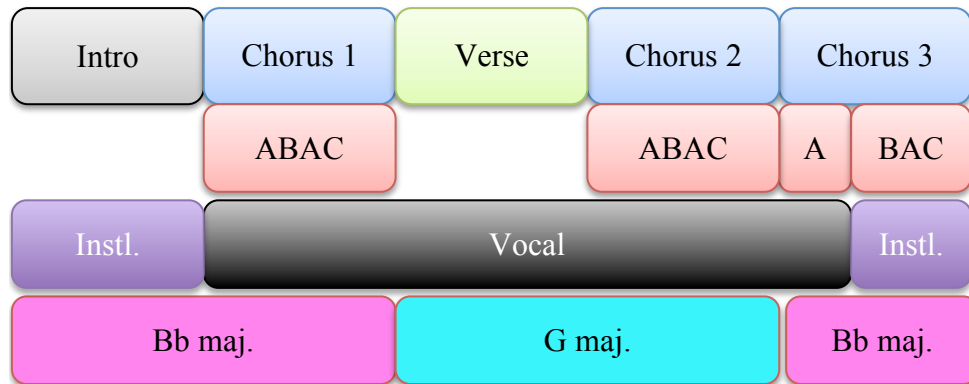 Intro Chorus 1 Verse Chorus 2 Chorus 3
ABAC ABAC A BAC
Instl. Vocal Instl.
Bb maj. G maj. Bb maj.